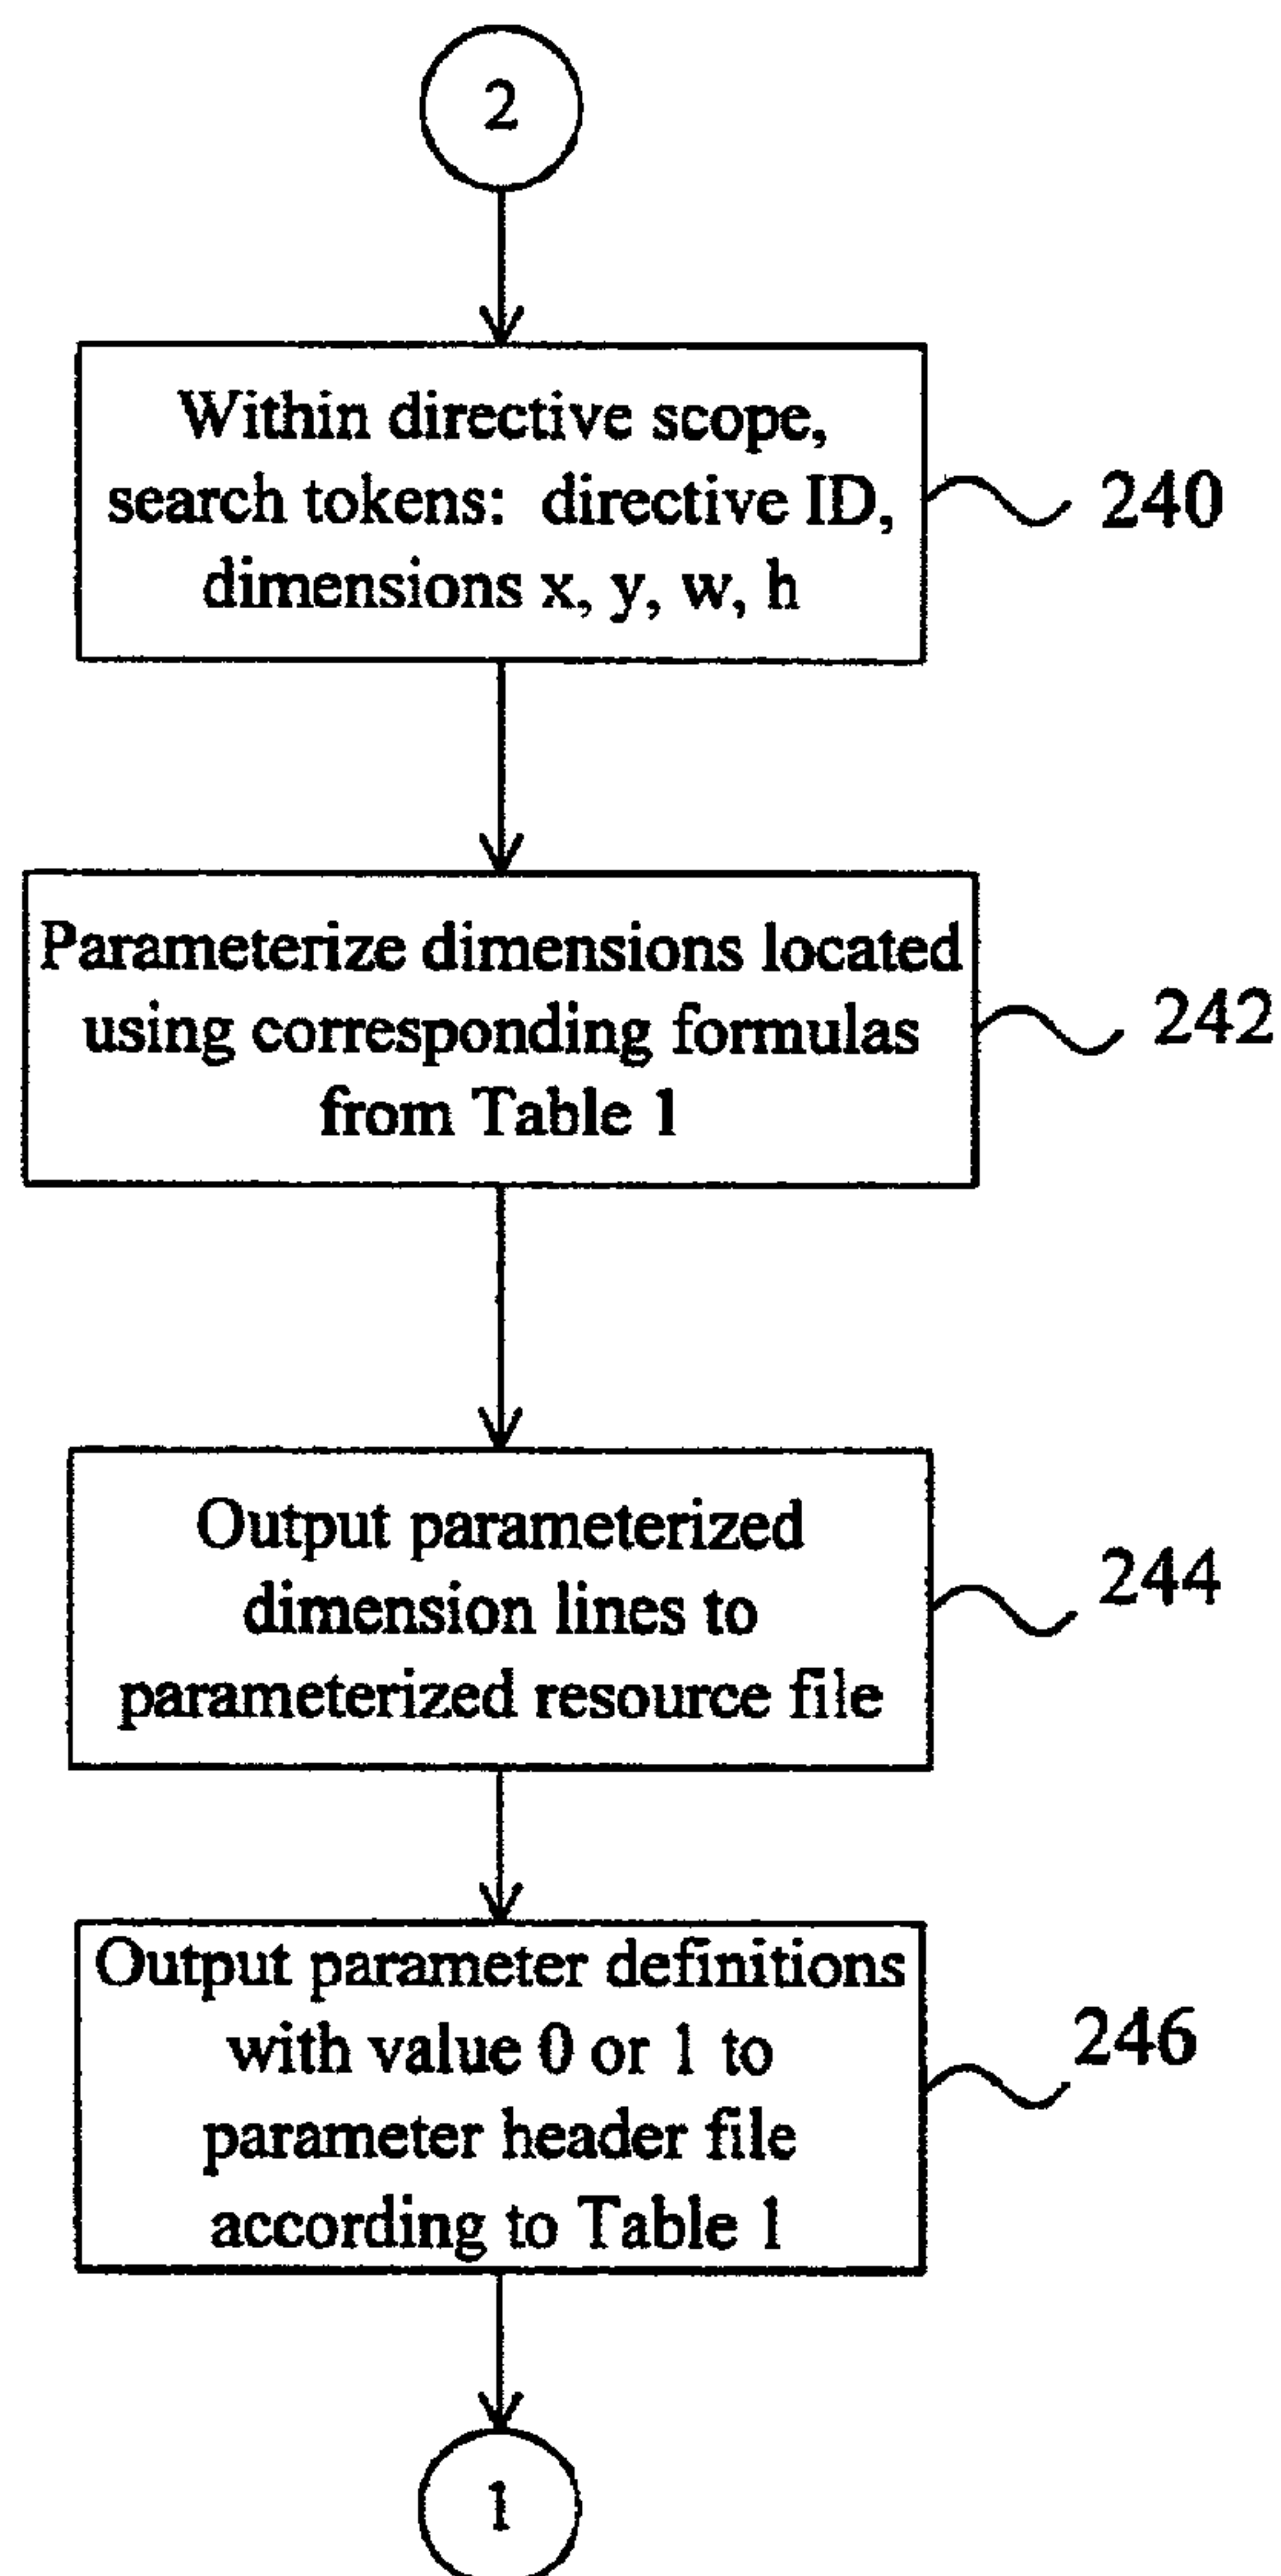 2
Within directive scope,
search tokens:  directive ID,
dimensions x, y, w, h
240
Parameterize dimensions located
using corresponding formulas
from Table 1
242
Output parameterized
dimension lines to
parameterized resource file
244
Output parameter definitions
with value 0 or 1 to
parameter header file
according to Table 1
246
1